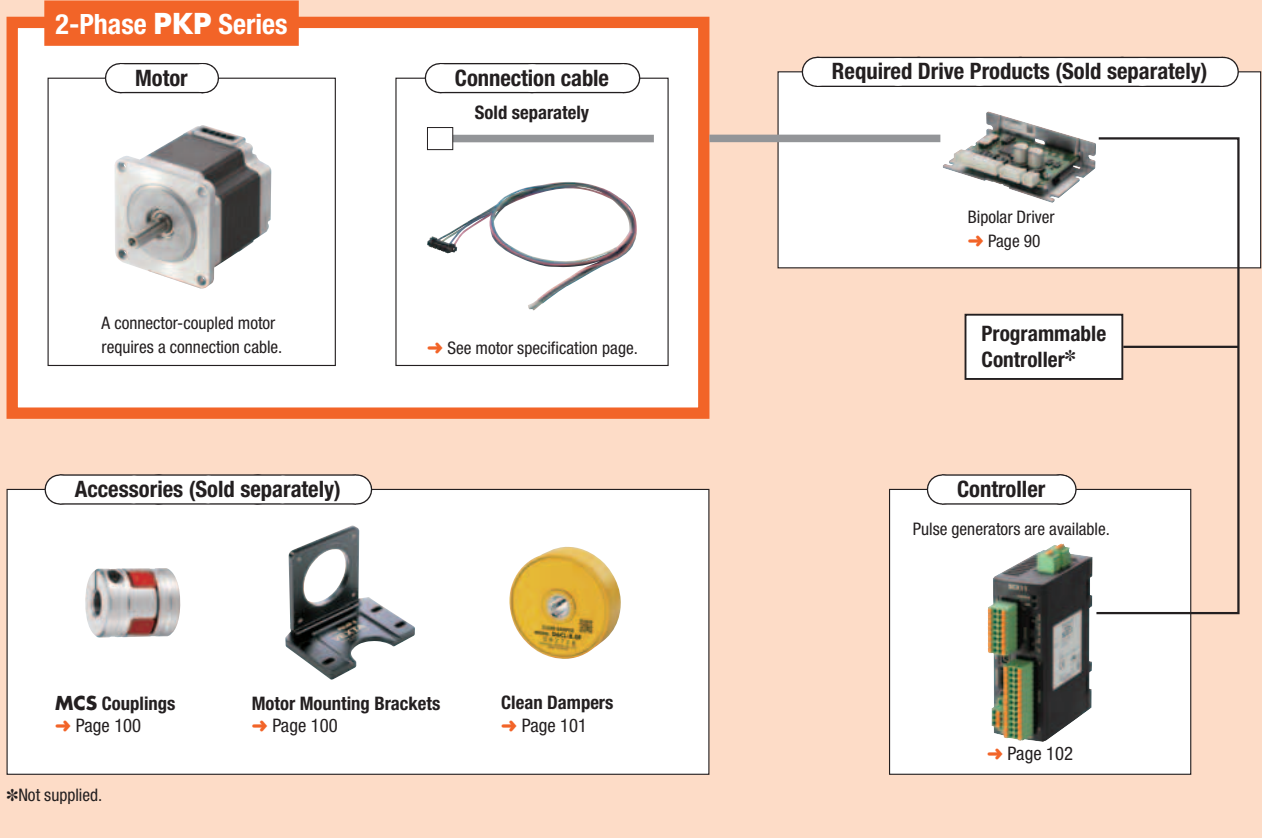 2-Phase PKP Series
Motor
A connector-coupled motor
requires a connection cable.
Connection cable
Sold separately
→ See motor specification page.
Required Drive Products (Sold separately)
Bipolar Driver
→ Page 90
Programmable
Controller✻
Accessories (Sold separately)
MCS Couplings
→ Page 100
Motor Mounting Brackets
→ Page 100
Clean Dampers
→ Page 101
Controller
Pulse generators are available.
→ Page 102
✻Not supplied.